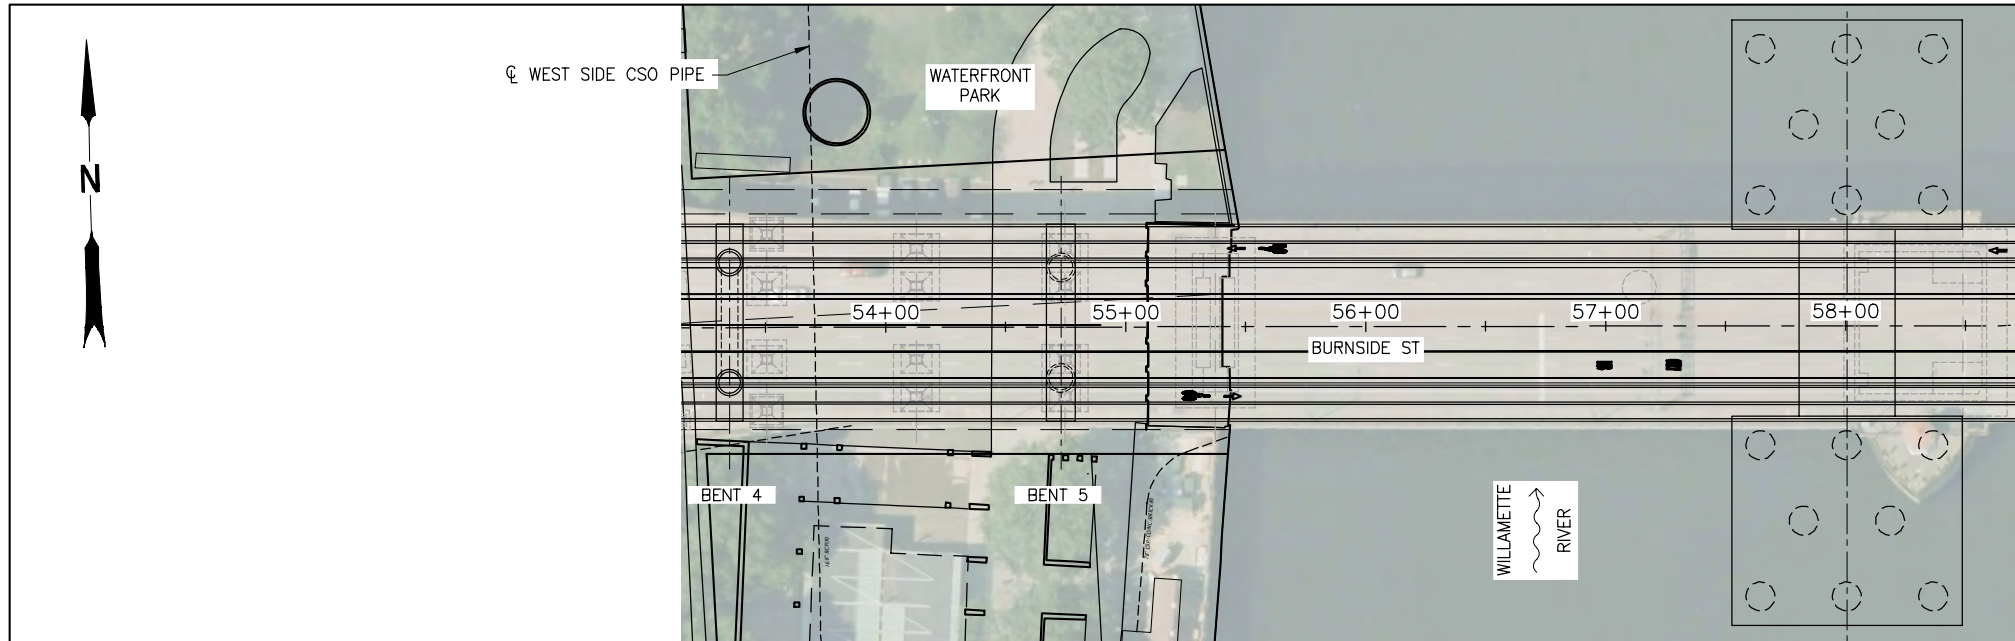 ℄ WEST SIDE CSO PIPE
WATERFRONT
PARK
N
54+00
55+00
56+00
57+00
58+00
BURNSIDE ST
BENT 4
BENT 5
WILLAMETTE
RIVER